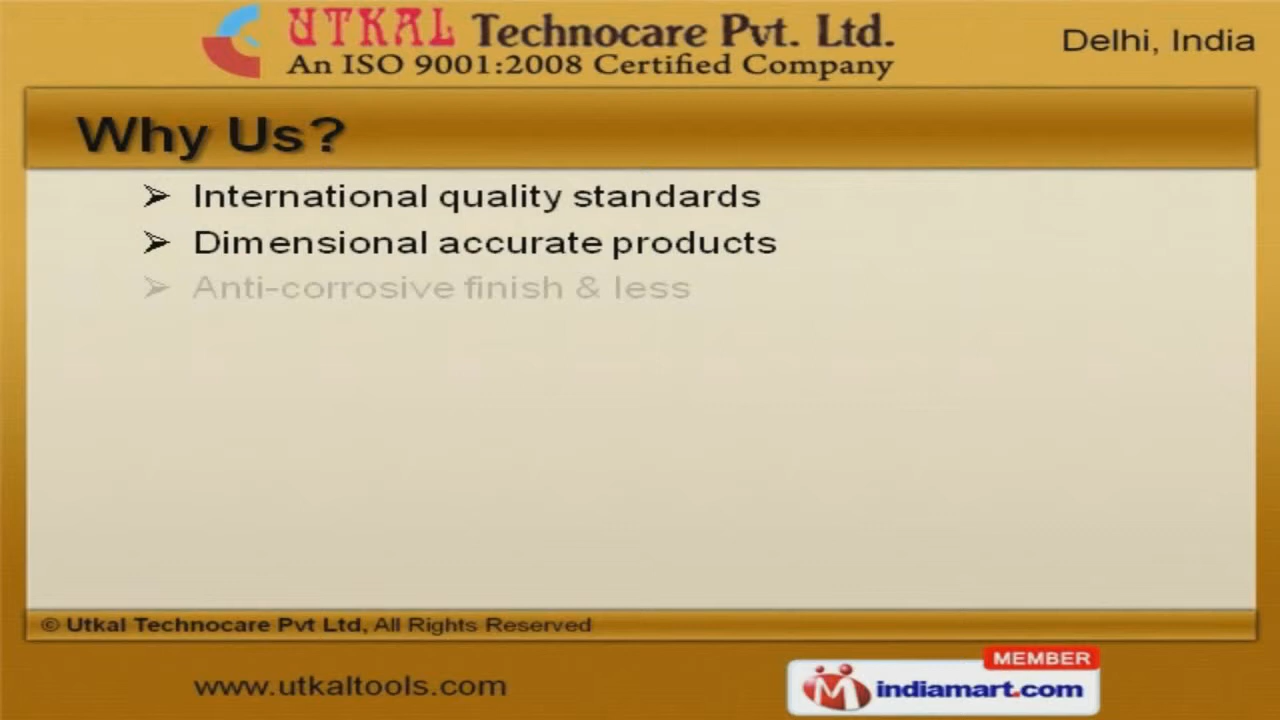 UTKAL Technocare Pvt. Ltd.
An ISO 9001:2008 Certified Company
Delhi, India
Why Us?
➢ International quality standards
➢ Dimensional accurate products
➢ Anti-corrosive finish & less
© Utkal Technocare Pvt Ltd, All Rights Reserved
www.utkaltools.com
MEMBER
indiamart.com